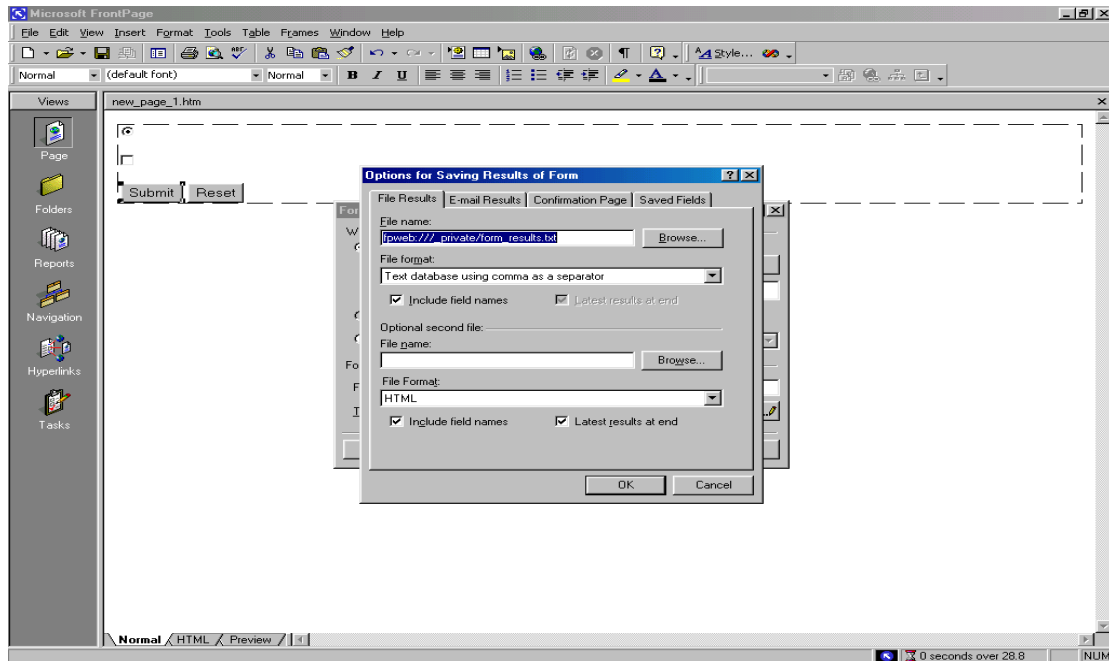 Microsoft FrontPage
File Edit View Insert Format Tools Table Frames Window Help
Style...
Normal (default font) Normal B I U A
Views new_page_1.htm
Page
Folders
Reports
Navigation
Hyperlinks
Tasks
Submit Reset
Options for Saving Results of Form
File Results E-mail Results Confirmation Page Saved Fields
File name:
fpweb:///_private/form_results.txt Browse...
File format:
Text database using comma as a separator
Include field names Latest results at end
Optional second file:
File name:
Browse...
File Format:
HTML
Include field names Latest results at end
OK Cancel
Normal HTML Preview
0 seconds over 28.8 NUM